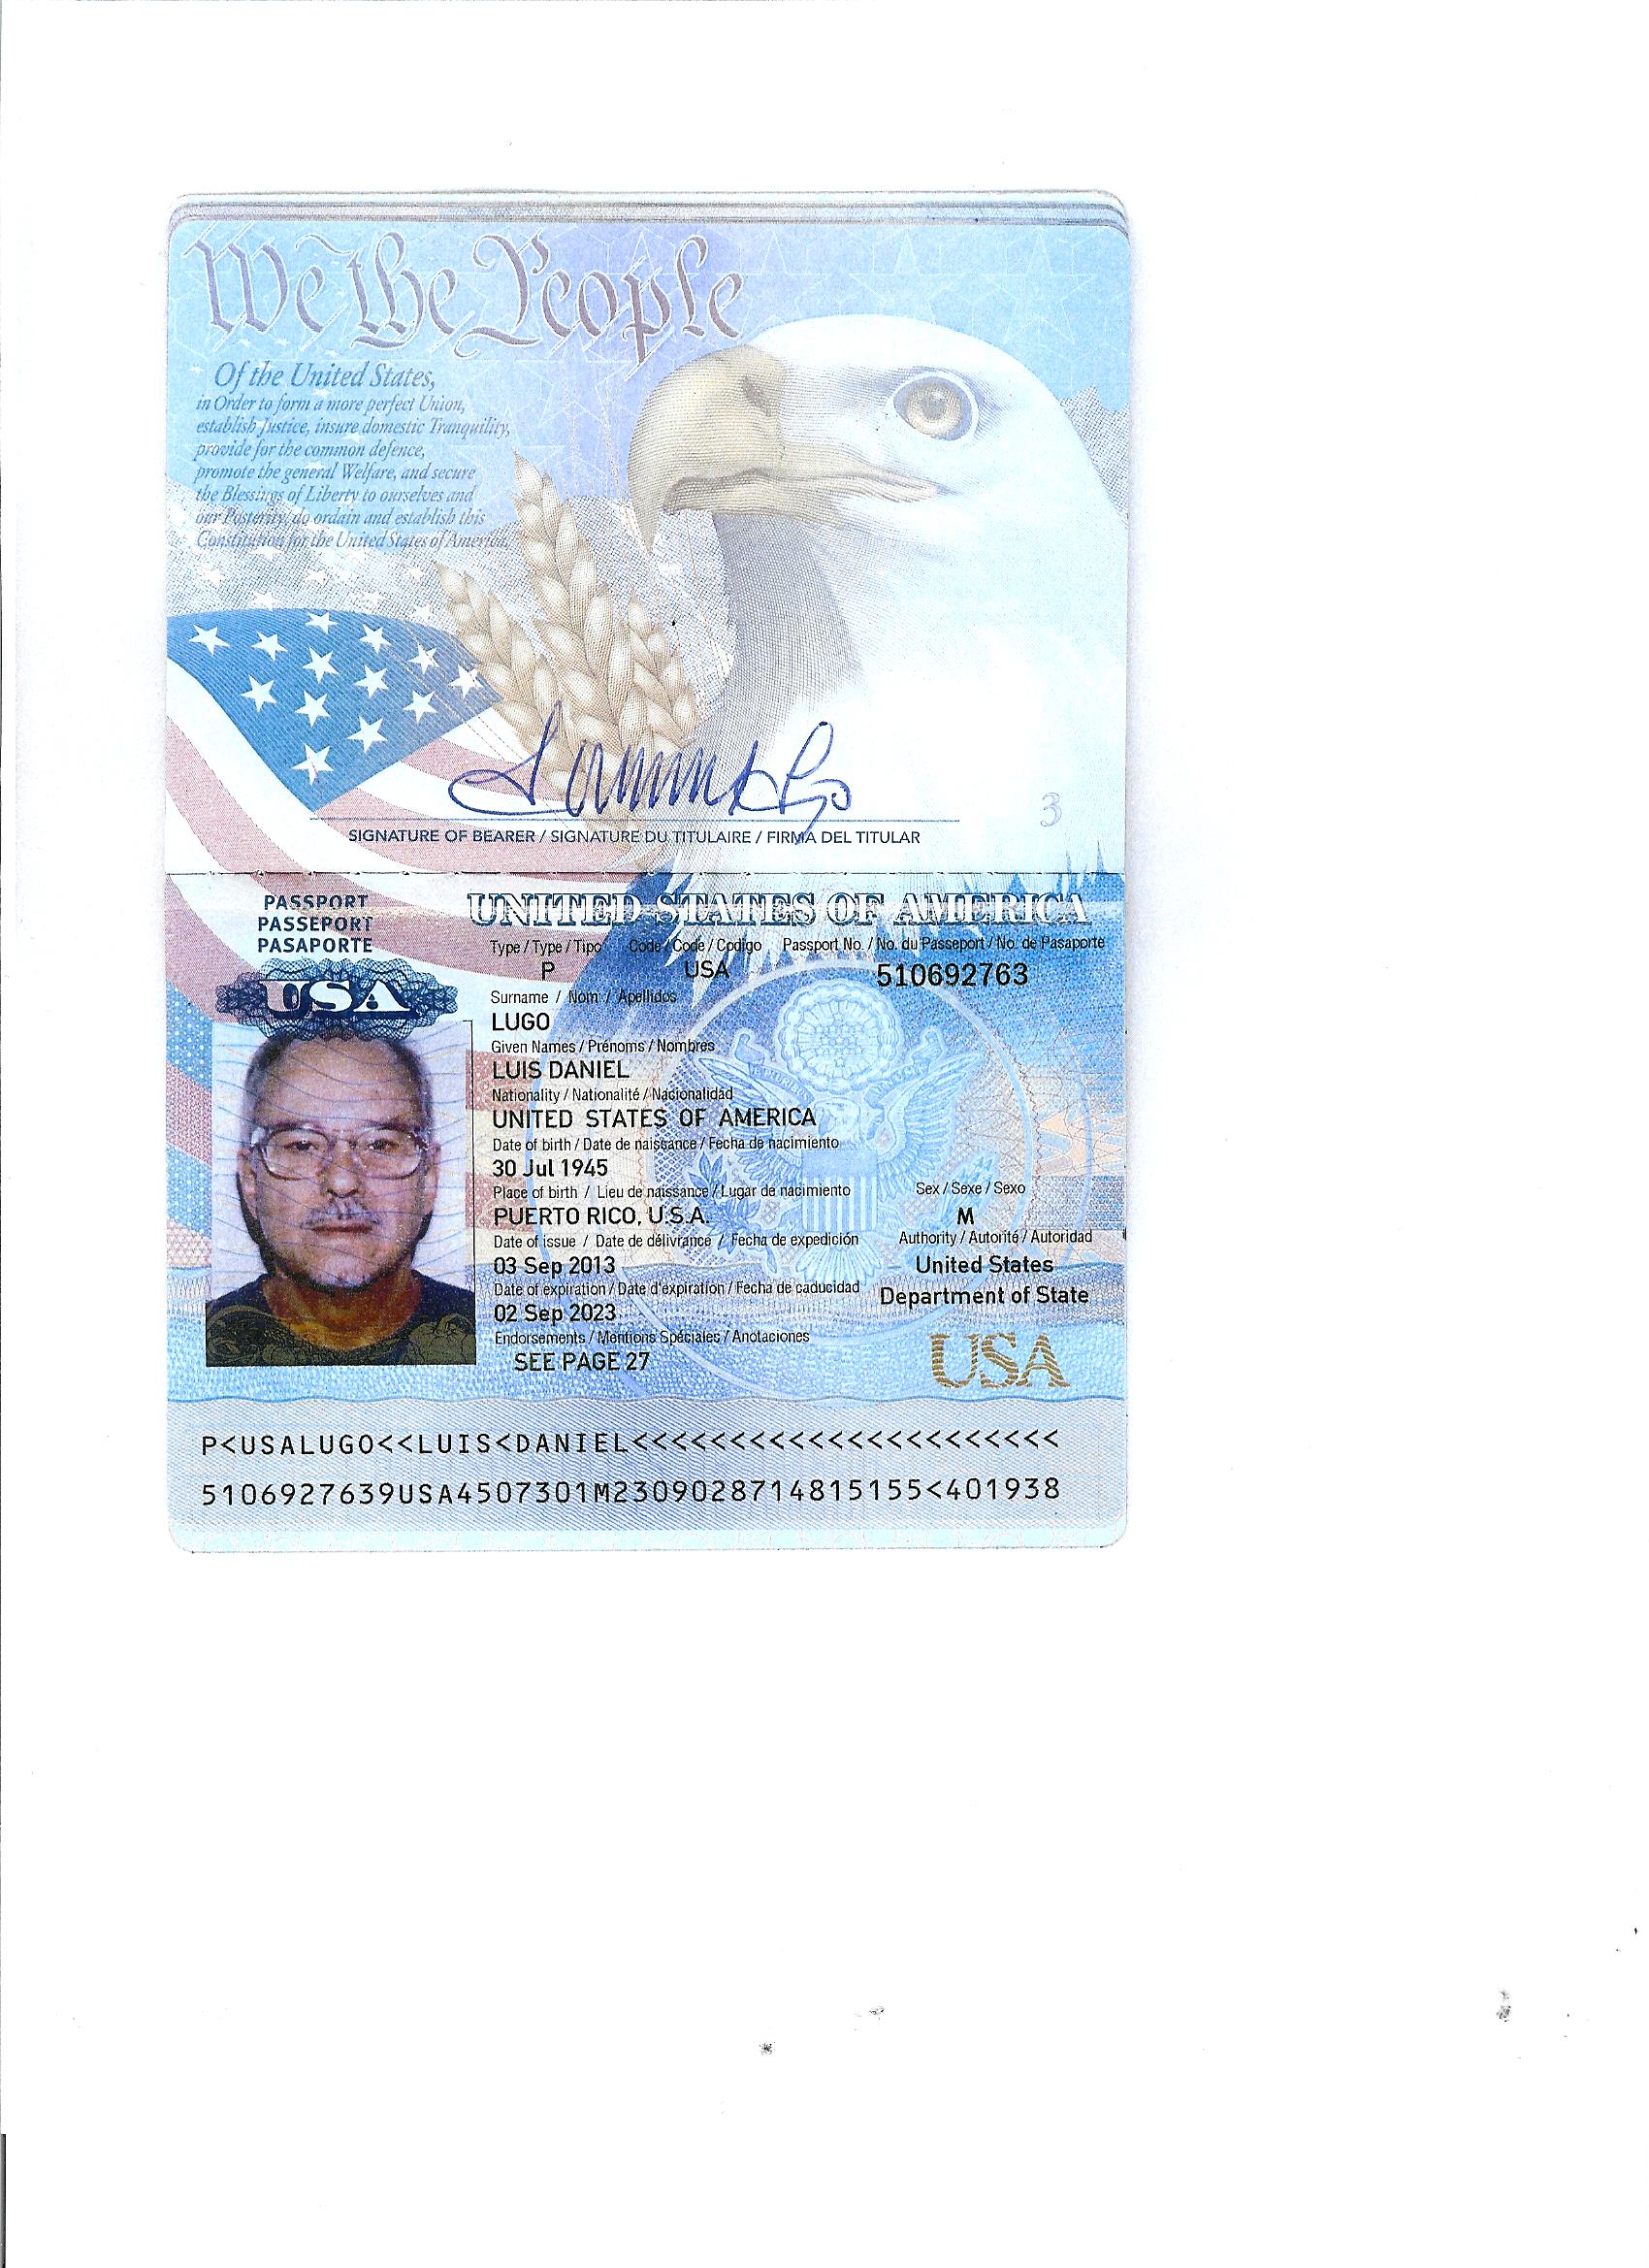 We the People
Of the United States,
in Order to form a more perfect Union,
establish Justice, insure domestic Tranquility,
provide for the common defence,
promote the general Welfare, and secure
the Blessings of Liberty to ourselves and
our Posterity, do ordain and establish this
Constitution for the United States of America.
3
SIGNATURE OF BEARER / SIGNATURE DU TITULAIRE / FIRMA DEL TITULAR
PASSPORT
PASSEPORT
PASAPORTE
USA
UNITED STATES OF AMERICA
Type / Type / Tipo Code / Code / Codigo Passport No. / No. du Passeport / No. de Pasaporte
P USA 510692763
Surname / Nom / Apellidos
LUGO
Given Names / Prénoms / Nombres
LUIS DANIEL
Nationality / Nationalité / Nacionalidad
UNITED STATES OF AMERICA
Date of birth / Date de naissance / Fecha de nacimiento
30 Jul 1945
Place of birth / Lieu de naissance / Lugar de nacimiento Sex / Sexe / Sexo
PUERTO RICO, U.S.A. M
Date of issue / Date de délivrance / Fecha de expedición Authority / Autorité / Autoridad
03 Sep 2013 United States
Date of expiration / Date d'expiration / Fecha de caducidad Department of State
02 Sep 2023
Endorsements / Mentions Spéciales / Anotaciones
SEE PAGE 27
USA
P<USALUGO<<LUIS<DANIEL<<<<<<<<<<<<<<<<<<<<<<
5106927639USA4507301M2309028714815155<401938